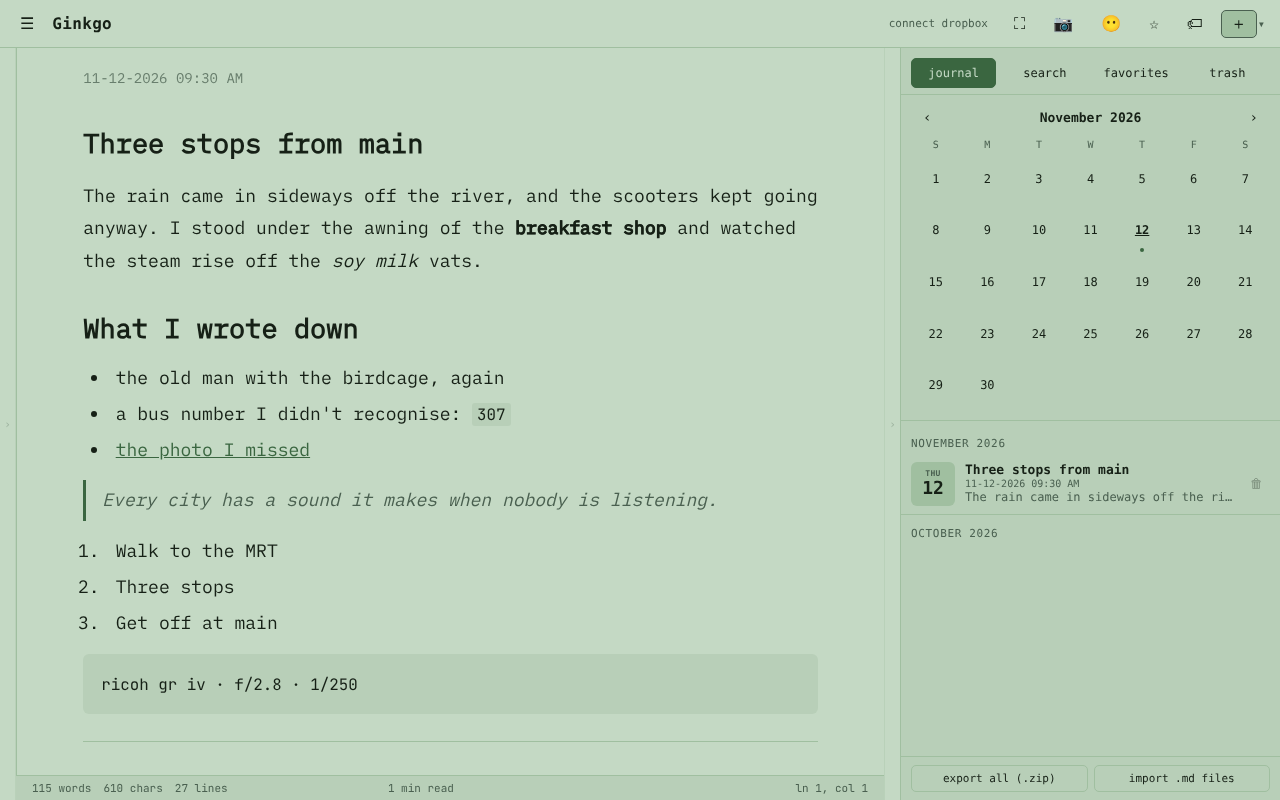 ☰ Ginkgo
connect dropbox
☆
+ ▾
11-12-2026 09:30 AM
Three stops from main
The rain came in sideways off the river, and the scooters kept going
anyway. I stood under the awning of the breakfast shop and watched
the steam rise off the soy milk vats.
What I wrote down
• the old man with the birdcage, again
• a bus number I didn't recognise: 307
• the photo I missed
Every city has a sound it makes when nobody is listening.
1. Walk to the MRT
2. Three stops
3. Get off at main
ricoh gr iv · f/2.8 · 1/250
115 words 610 chars 27 lines
1 min read
ln 1, col 1
journal search favorites trash
‹ November 2026 ›
S M T W T F S
1 2 3 4 5 6 7
8 9 10 11 12 13 14
15 16 17 18 19 20 21
22 23 24 25 26 27 28
29 30
NOVEMBER 2026
THU
12
Three stops from main
11-12-2026 09:30 AM
The rain came in sideways off the ri…
OCTOBER 2026
export all (.zip)
import .md files